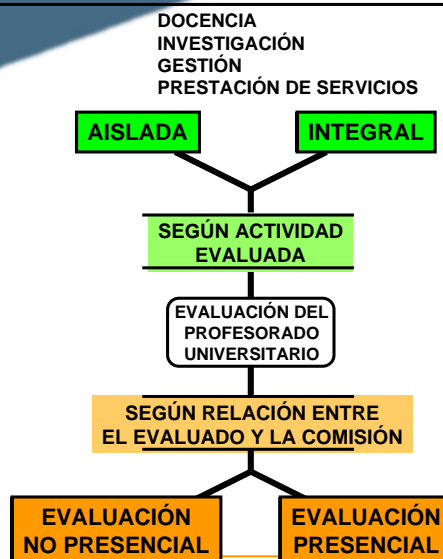 DOCENCIA
INVESTIGACIÓN
GESTIÓN
PRESTACIÓN DE SERVICIOS
AISLADA
INTEGRAL
SEGÚN ACTIVIDAD
EVALUADA
EVALUACIÓN DEL
PROFESORADO
UNIVERSITARIO
SEGÚN RELACIÓN ENTRE
EL EVALUADO Y LA COMISIÓN
EVALUACIÓN
NO PRESENCIAL
EVALUACIÓN
PRESENCIAL